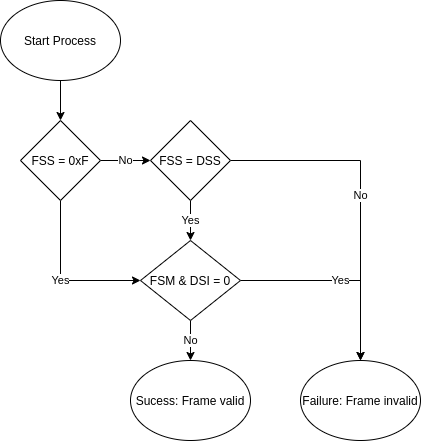 Start Process
FSS = 0xF
No
FSS = DSS
No
Yes
Yes
FSM & DSI = 0
Yes
No
Sucess: Frame valid
Failure: Frame invalid